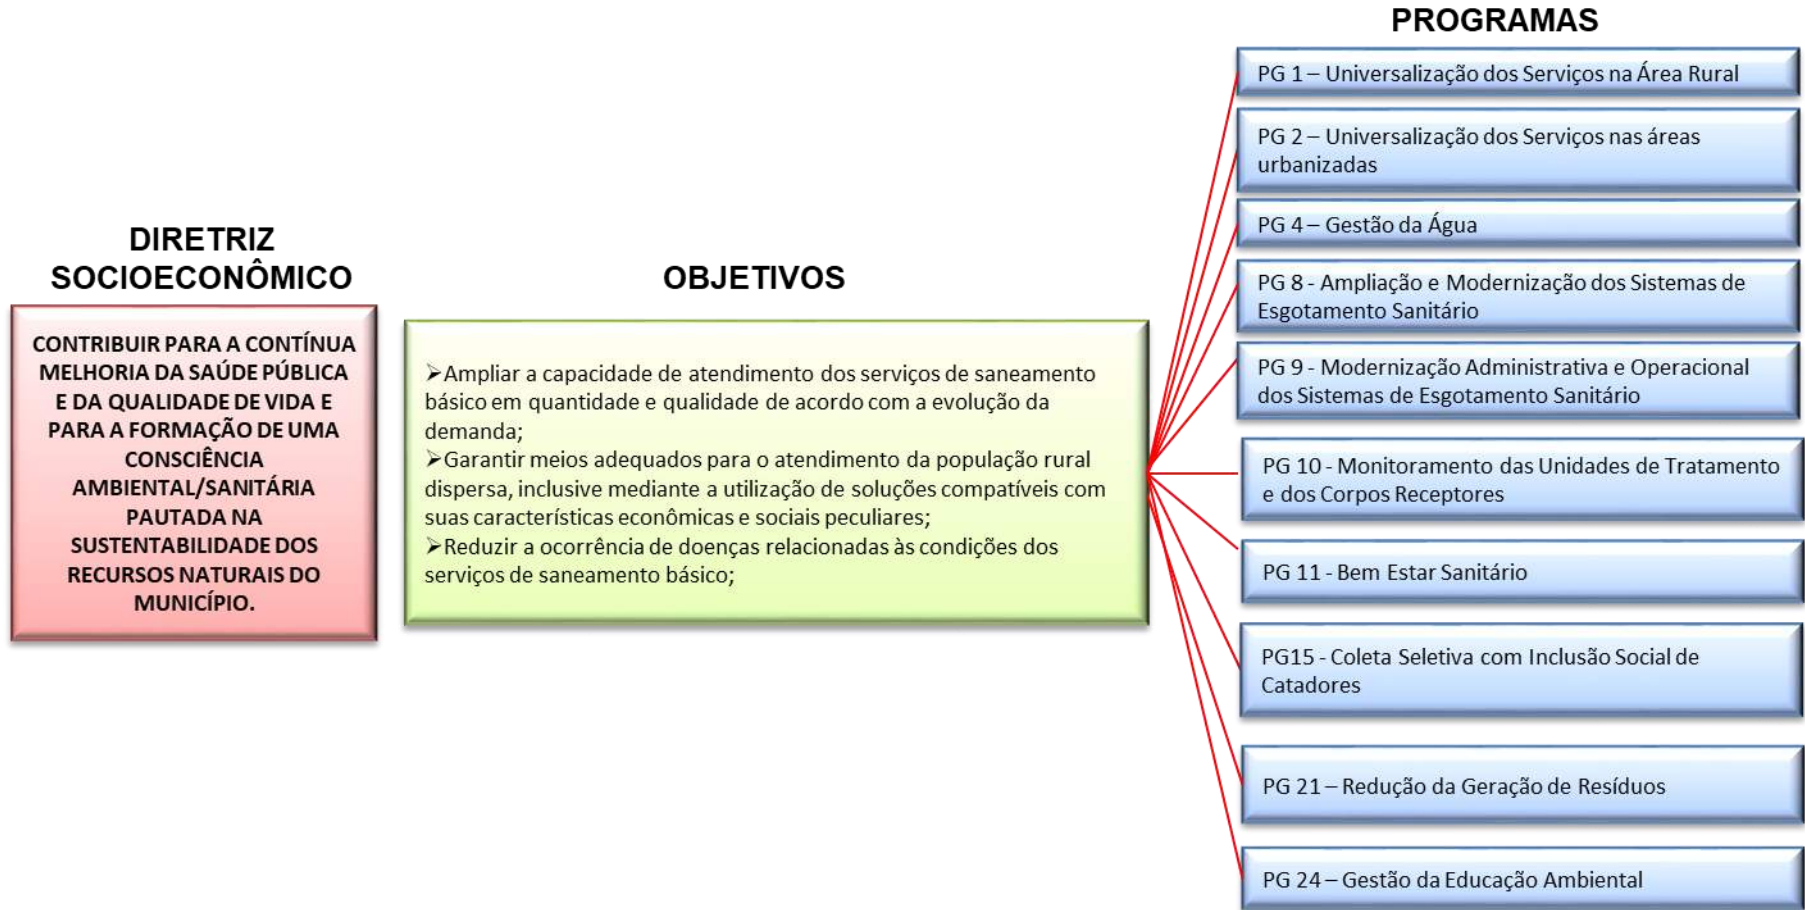 DIRETRIZ
SOCIOECONÔMICO
CONTRIBUIR PARA A CONTÍNUA
MELHORIA DA SAÚDE PÚBLICA
E DA QUALIDADE DE VIDA E
PARA A FORMAÇÃO DE UMA
CONSCIÊNCIA
AMBIENTAL/SANITÁRIA
PAUTADA NA
SUSTENTABILIDADE DOS
RECURSOS NATURAIS DO
MUNICÍPIO.
OBJETIVOS
➢Ampliar a capacidade de atendimento dos serviços de saneamento
básico em quantidade e qualidade de acordo com a evolução da
demanda;
➢Garantir meios adequados para o atendimento da população rural
dispersa, inclusive mediante a utilização de soluções compatíveis com
suas características econômicas e sociais peculiares;
➢Reduzir a ocorrência de doenças relacionadas às condições dos
serviços de saneamento básico;
PROGRAMAS
PG 1 – Universalização dos Serviços na Área Rural
PG 2 – Universalização dos Serviços nas áreas
urbanizadas
PG 4 – Gestão da Água
PG 8 - Ampliação e Modernização dos Sistemas de
Esgotamento Sanitário
PG 9 - Modernização Administrativa e Operacional
dos Sistemas de Esgotamento Sanitário
PG 10 - Monitoramento das Unidades de Tratamento
e dos Corpos Receptores
PG 11 - Bem Estar Sanitário
PG15 - Coleta Seletiva com Inclusão Social de
Catadores
PG 21 – Redução da Geração de Resíduos
PG 24 – Gestão da Educação Ambiental